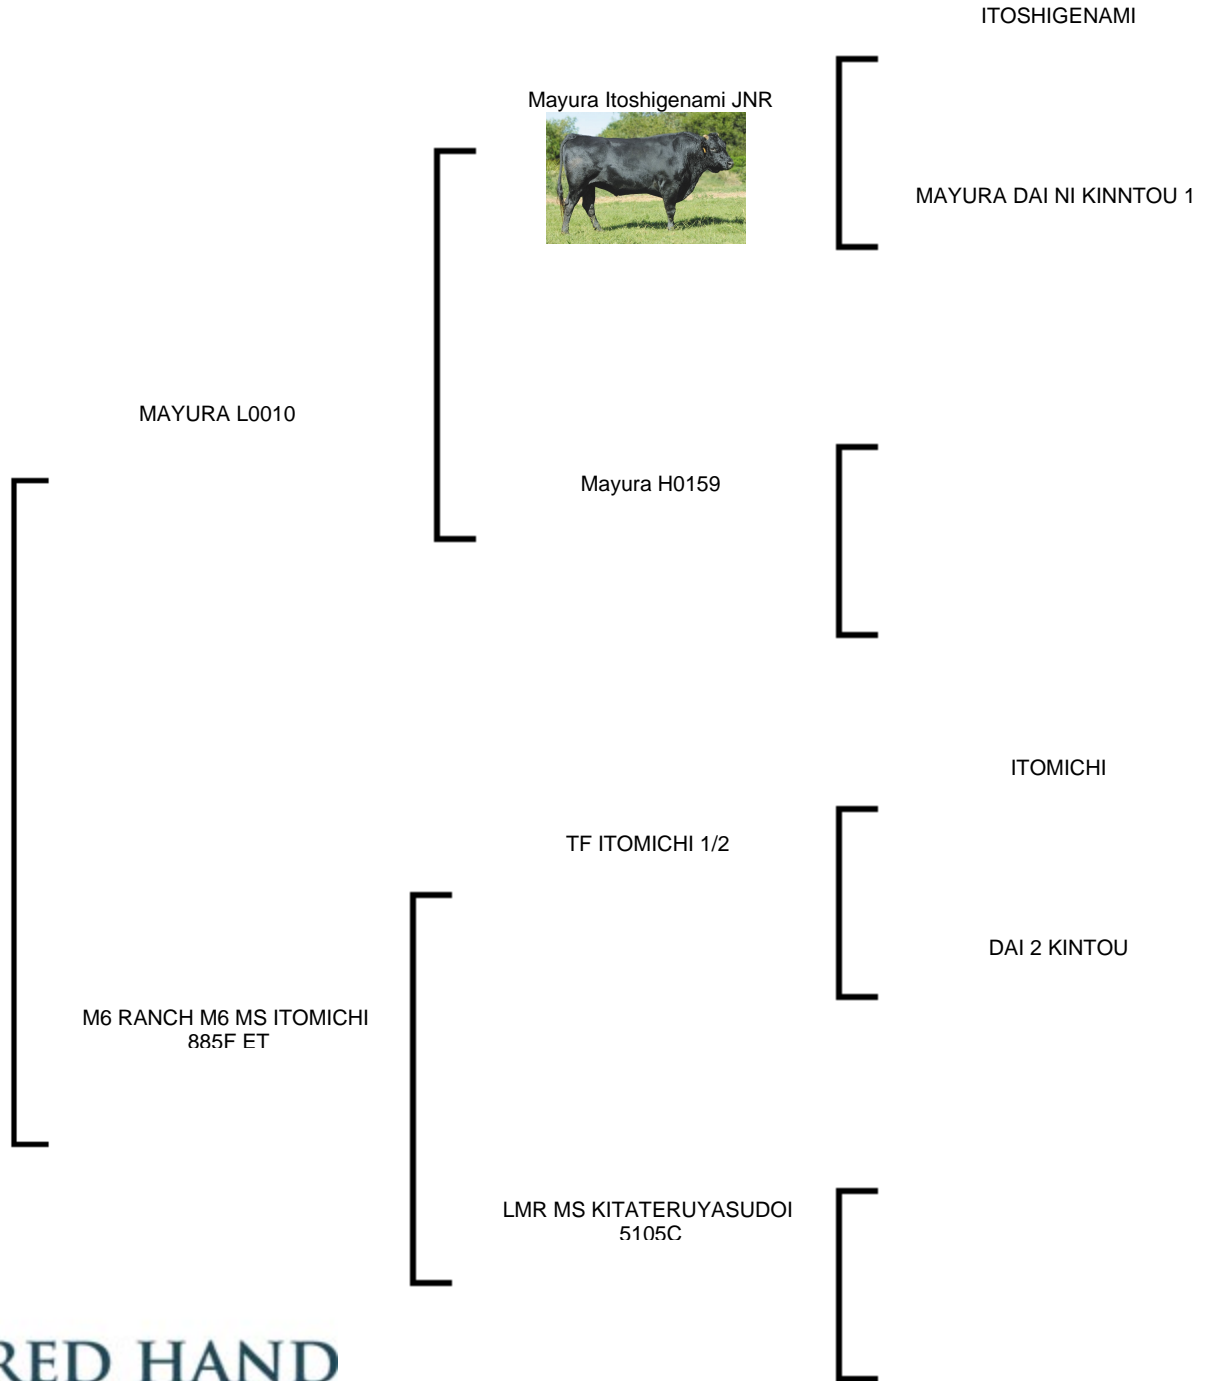 ITOSHIGENAMI
Mayura Itoshigenami JNR
MAYURA DAI NI KINNTOU 1
MAYURA L0010
Mayura H0159
ITOMICHI
TF ITOMICHI 1/2
DAI 2 KINTOU
M6 RANCH M6 MS ITOMICHI
885F ET
LMR MS KITATERUYASUDOI
5105C
RED HAND